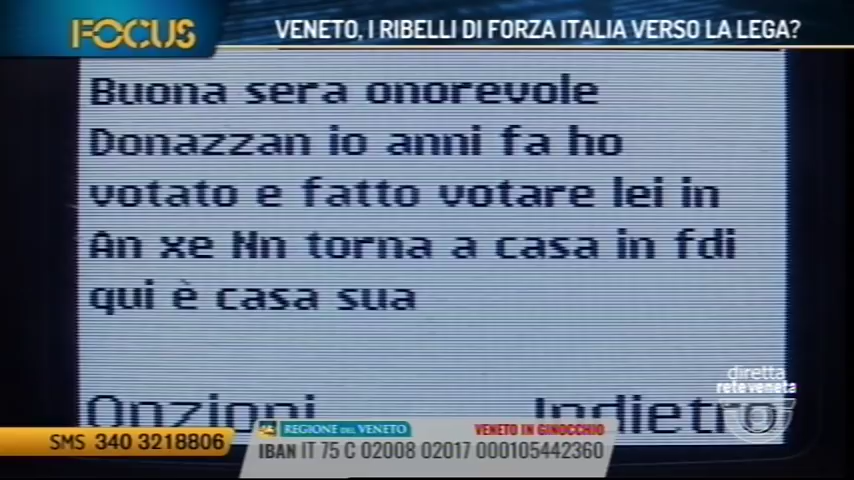 FOCUS
VENETO, I RIBELLI DI FORZA ITALIA VERSO LA LEGA?
Buona sera onorevole
Donazzan io anni fa ho
votato e fatto votare lei in
An xe Nn torna a casa in fdi
qui è casa sua
Opzioni
Indietro
diretta
reteveneta
SMS 340 3218806
REGIONE DEL VENETO
VENETO IN GINOCCHIO
IBAN IT 75 C 02008 02017 000105442360